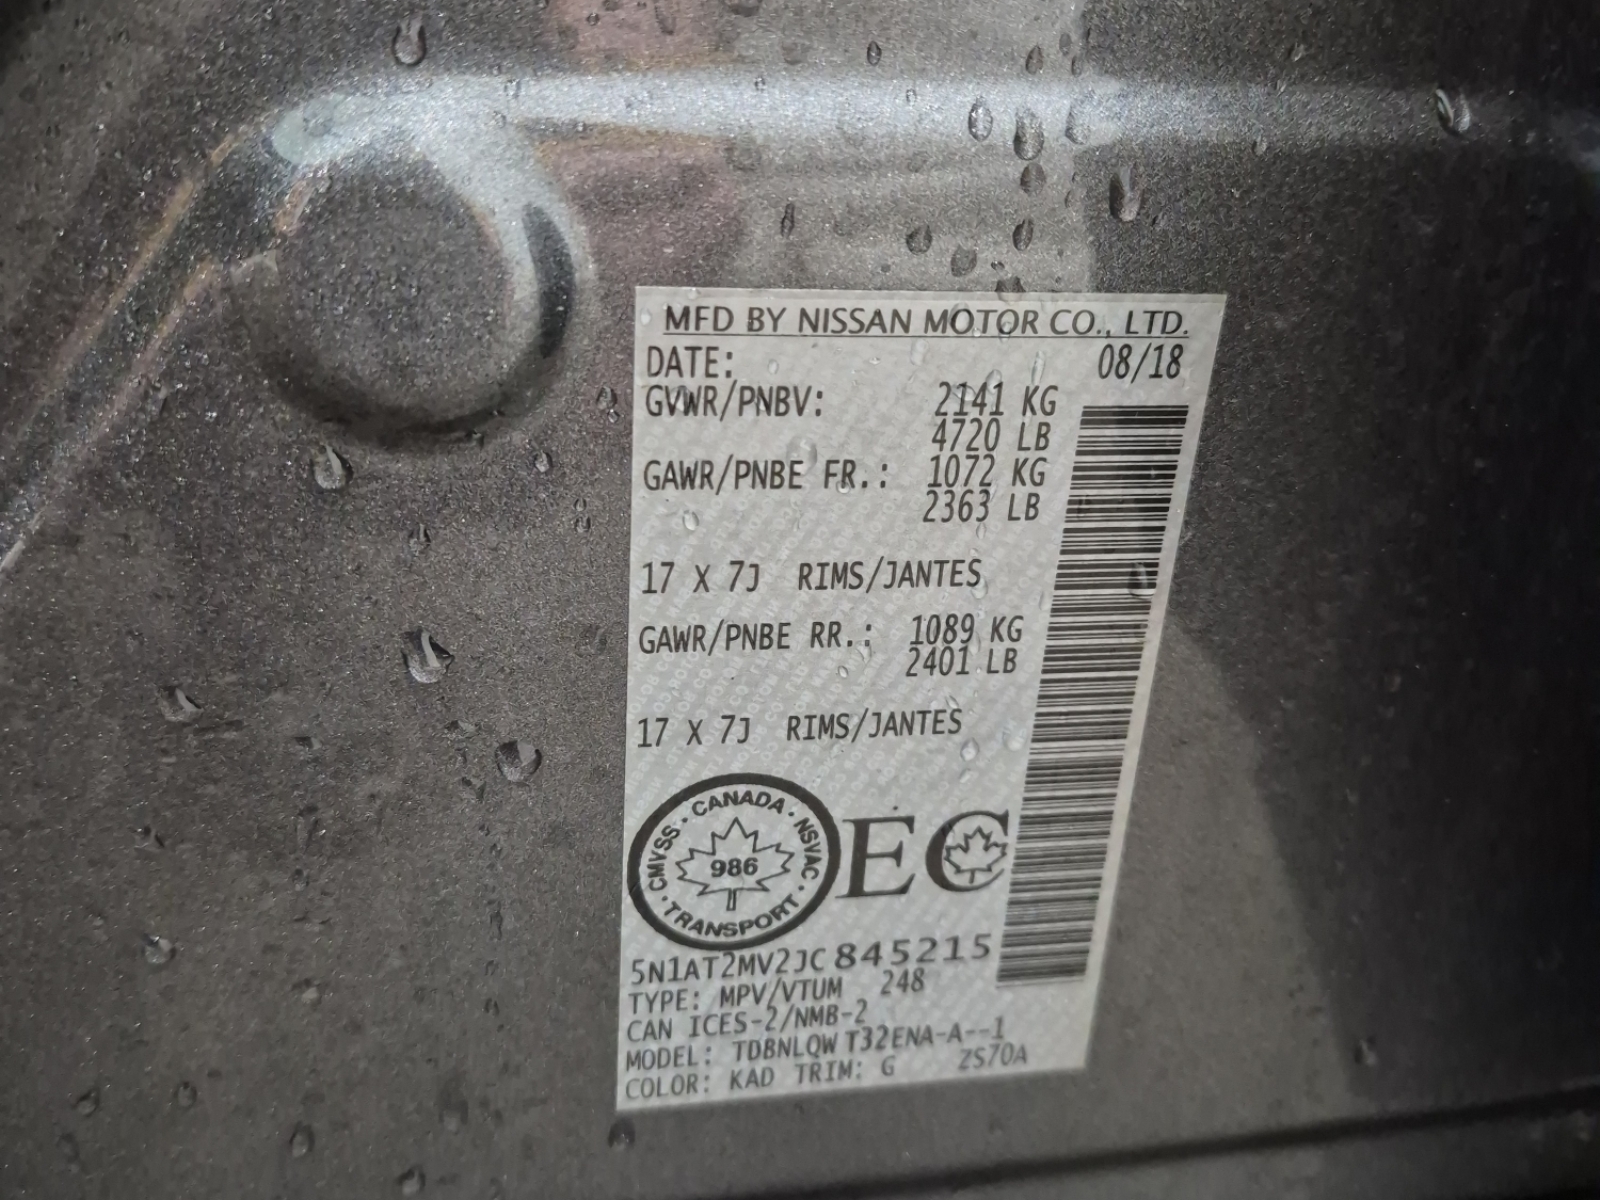 MFD BY NISSAN MOTOR CO., LTD.
DATE: 08/18
GVWR/PNBV: 2141 KG
4720 LB
GAWR/PNBE FR.: 1072 KG
2363 LB
17 X 7J RIMS/JANTES
GAWR/PNBE RR.: 1089 KG
2401 LB
17 X 7J RIMS/JANTES
CMVSS · CANADA · NSVAC · TRANSPORT ·
986
EC
5N1AT2MV2JC845215
TYPE: MPV/VTUM 248
CAN ICES-2/NMB-2
MODEL: TDBNLQW T32ENA-A--1
COLOR: KAD TRIM: G ZS70A